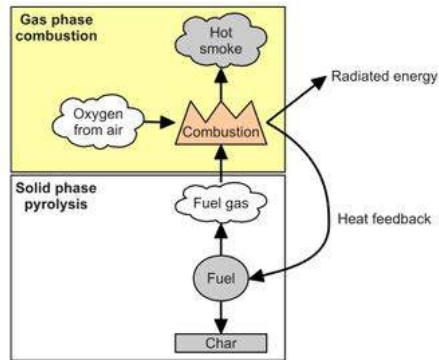 Gas phase
combustion
Hot
smoke
Radiated energy
Oxygen
from air
Combustion
Solid phase
pyrolysis
Fuel gas
Heat feedback
Fuel
Char